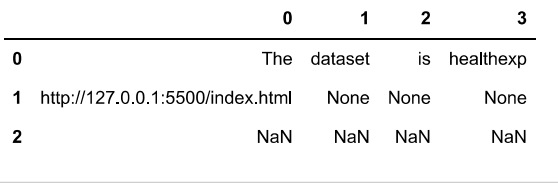 0 1 2 3
0 The dataset is healthexp
1 http://127.0.0.1:5500/index.html None None None
2 NaN NaN NaN NaN